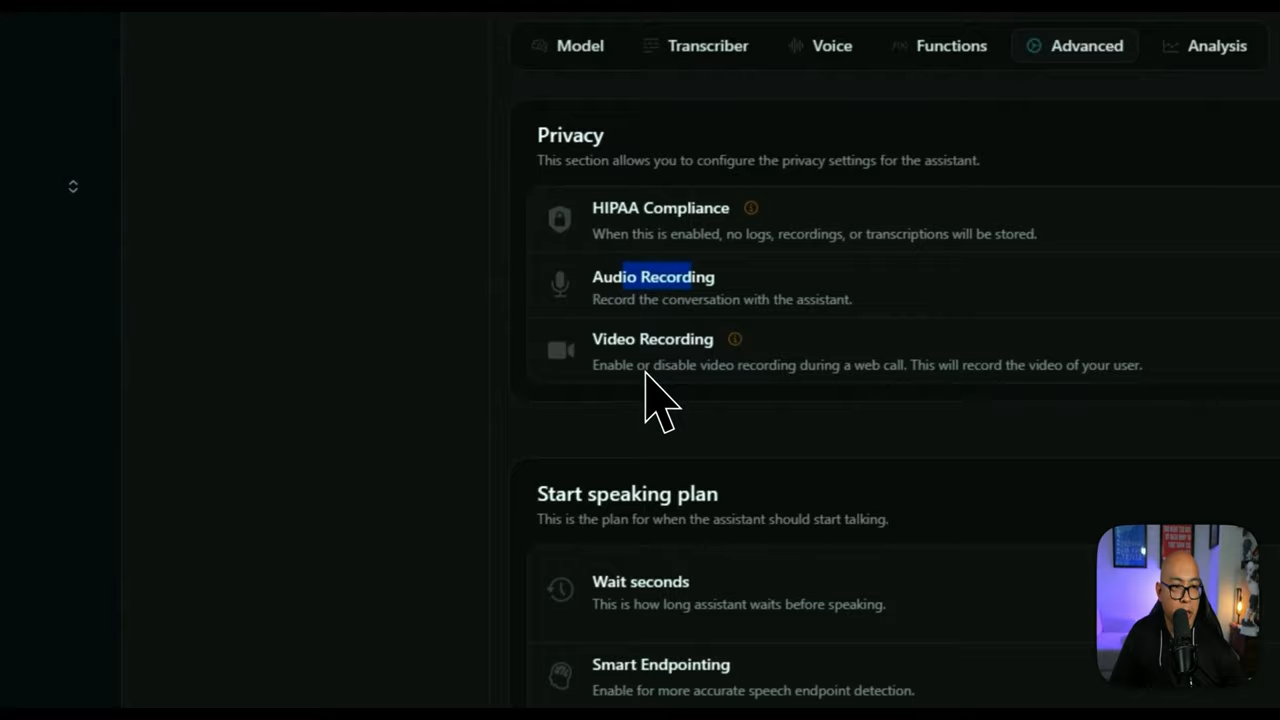 Model Transcriber Voice Functions Advanced Analysis
Privacy
This section allows you to configure the privacy settings for the assistant.
HIPAA Compliance
When this is enabled, no logs, recordings, or transcriptions will be stored.
Audio Recording
Record the conversation with the assistant.
Video Recording
Enable or disable video recording during a web call. This will record the video of your user.
Start speaking plan
This is the plan for when the assistant should start talking.
Wait seconds
This is how long assistant waits before speaking.
Smart Endpointing
Enable for more accurate speech endpoint detection.